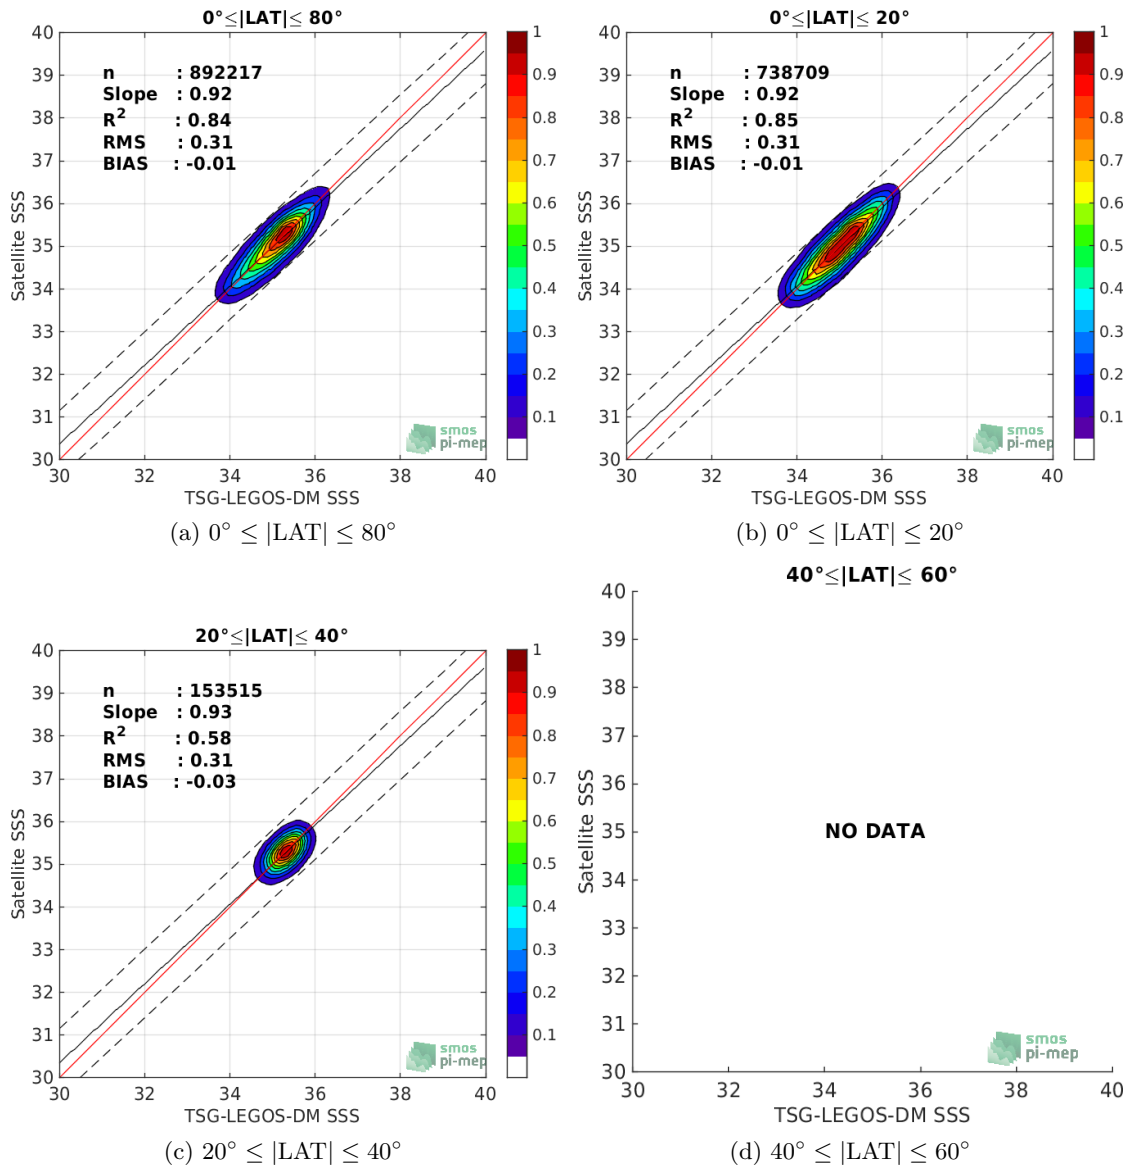 0°≤|LAT|≤ 80°
40
39
38
37
36
35
34
33
32
31
30
n : 892217
Slope : 0.92
R² : 0.84
RMS : 0.31
BIAS : -0.01
smos
pi-mep
30 32 34 36 38 40
TSG-LEGOS-DM SSS
Satellite SSS
1
0.9
0.8
0.7
0.6
0.5
0.4
0.3
0.2
0.1
(a) 0° ≤ |LAT| ≤ 80°
0°≤|LAT|≤ 20°
40
39
38
37
36
35
34
33
32
31
30
n : 738709
Slope : 0.92
R² : 0.85
RMS : 0.31
BIAS : -0.01
smos
pi-mep
30 32 34 36 38 40
TSG-LEGOS-DM SSS
Satellite SSS
1
0.9
0.8
0.7
0.6
0.5
0.4
0.3
0.2
0.1
(b) 0° ≤ |LAT| ≤ 20°
20°≤|LAT|≤ 40°
40
39
38
37
36
35
34
33
32
31
30
n : 153515
Slope : 0.93
R² : 0.58
RMS : 0.31
BIAS : -0.03
smos
pi-mep
30 32 34 36 38 40
TSG-LEGOS-DM SSS
Satellite SSS
1
0.9
0.8
0.7
0.6
0.5
0.4
0.3
0.2
0.1
(c) 20° ≤ |LAT| ≤ 40°
40°≤|LAT|≤ 60°
40
39
38
37
36
35
34
33
32
31
30
NO DATA
smos
pi-mep
30 32 34 36 38 40
TSG-LEGOS-DM SSS
Satellite SSS
(d) 40° ≤ |LAT| ≤ 60°